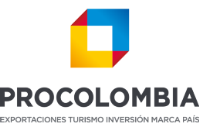 PROCOLOMBIA
EXPORTACIONES TURISMO INVERSIÓN MARCA PAÍS